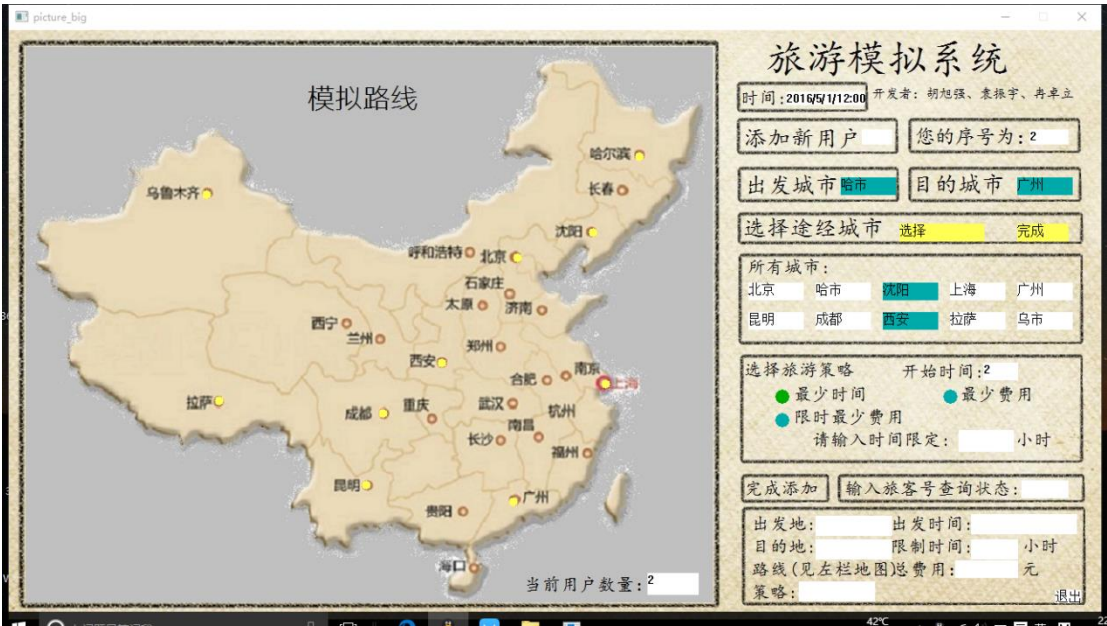 picture_big
模拟路线
哈尔滨
长春
乌鲁木齐
沈阳
呼和浩特
北京
石家庄
太原
济南
西宁
兰州
郑州
西安
南京
合肥
上海
拉萨
成都
重庆
武汉
杭州
南昌
长沙
福州
昆明
广州
贵阳
海口
当前用户数量:2
旅游模拟系统
时间:2016/5/1/12:00
开发者: 胡旭强、袁振宇、冉卓立
添加新用户
您的序号为:2
出发城市 哈市
目的城市 广州
选择途经城市 选择 完成
所有城市:
北京 哈市 沈阳 上海 广州
昆明 成都 西安 拉萨 乌市
选择旅游策略 开始时间:2
最少时间 最少费用
限时最少费用
请输入时间限定: 小时
完成添加 输入旅客号查询状态:
出发地: 出发时间:
目的地: 限制时间: 小时
路线(见左栏地图)总费用: 元
策略:
退出
42℃